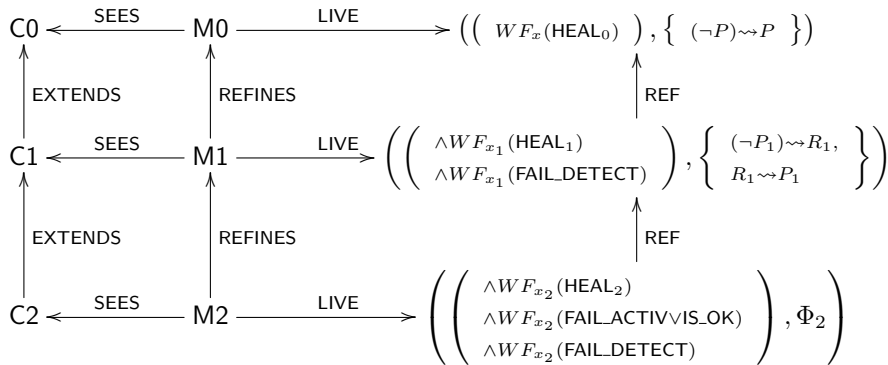 C0 SEES M0 LIVE (( WF_x(HEAL_0) ), { (¬P)⇝P })
EXTENDS REFINES REF
C1 SEES M1 LIVE (( ∧WF_{x_1}(HEAL_1) ∧WF_{x_1}(FAIL_DETECT) ), { (¬P_1)⇝R_1, R_1⇝P_1 })
EXTENDS REFINES REF
C2 SEES M2 LIVE (( ∧WF_{x_2}(HEAL_2) ∧WF_{x_2}(FAIL_ACTIV∨IS_OK) ∧WF_{x_2}(FAIL_DETECT) ), Φ_2 )